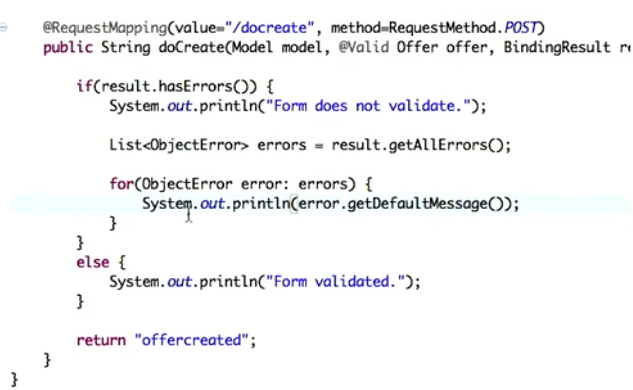 @RequestMapping(value="/docreate", method=RequestMethod.POST)
public String doCreate(Model model, @Valid Offer offer, BindingResult re
if(result.hasErrors()) {
System.out.println("Form does not validate.");
List<ObjectError> errors = result.getAllErrors();
for(ObjectError error: errors) {
System.out.println(error.getDefaultMessage());
}
}
else {
System.out.println("Form validated.");
}
return "offercreated";
}
}